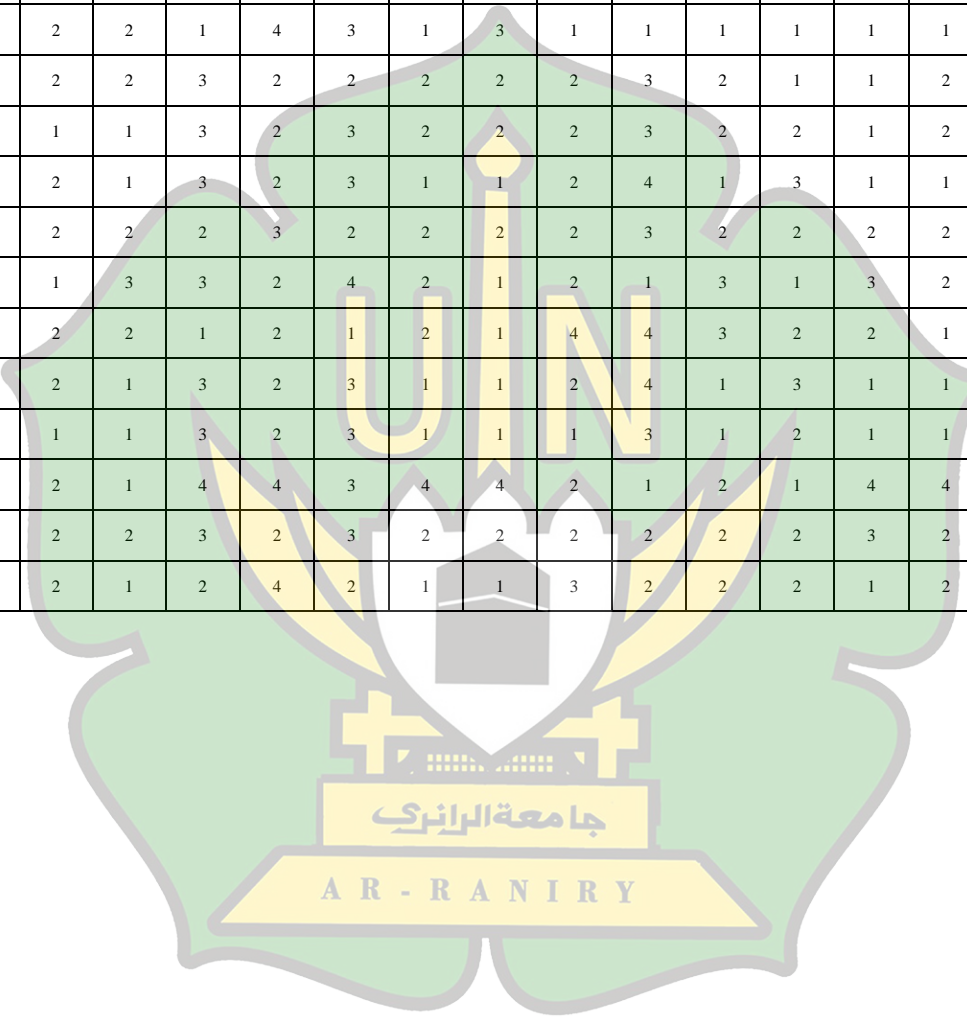 2 2 1 4 3 1 3 1 1 1 1 1 1
2 2 3 2 2 2 2 2 3 2 1 1 2
1 1 3 2 3 2 2 2 3 2 2 1 2
2 1 3 2 3 1 1 2 4 1 3 1 1
2 2 2 3 2 2 2 2 3 2 2 2 2
1 3 3 2 4 2 1 2 1 3 1 3 2
2 2 1 2 1 2 1 4 4 3 2 2 1
2 1 3 2 3 1 1 2 4 1 3 1 1
1 1 3 2 3 1 1 1 3 1 2 1 1
2 1 4 4 3 4 4 2 1 2 1 4 4
2 2 3 2 3 2 2 2 2 2 2 3 2
2 1 2 4 2 1 1 3 2 2 2 1 2
UIN
جامعةالرانري
AR-RANIRY